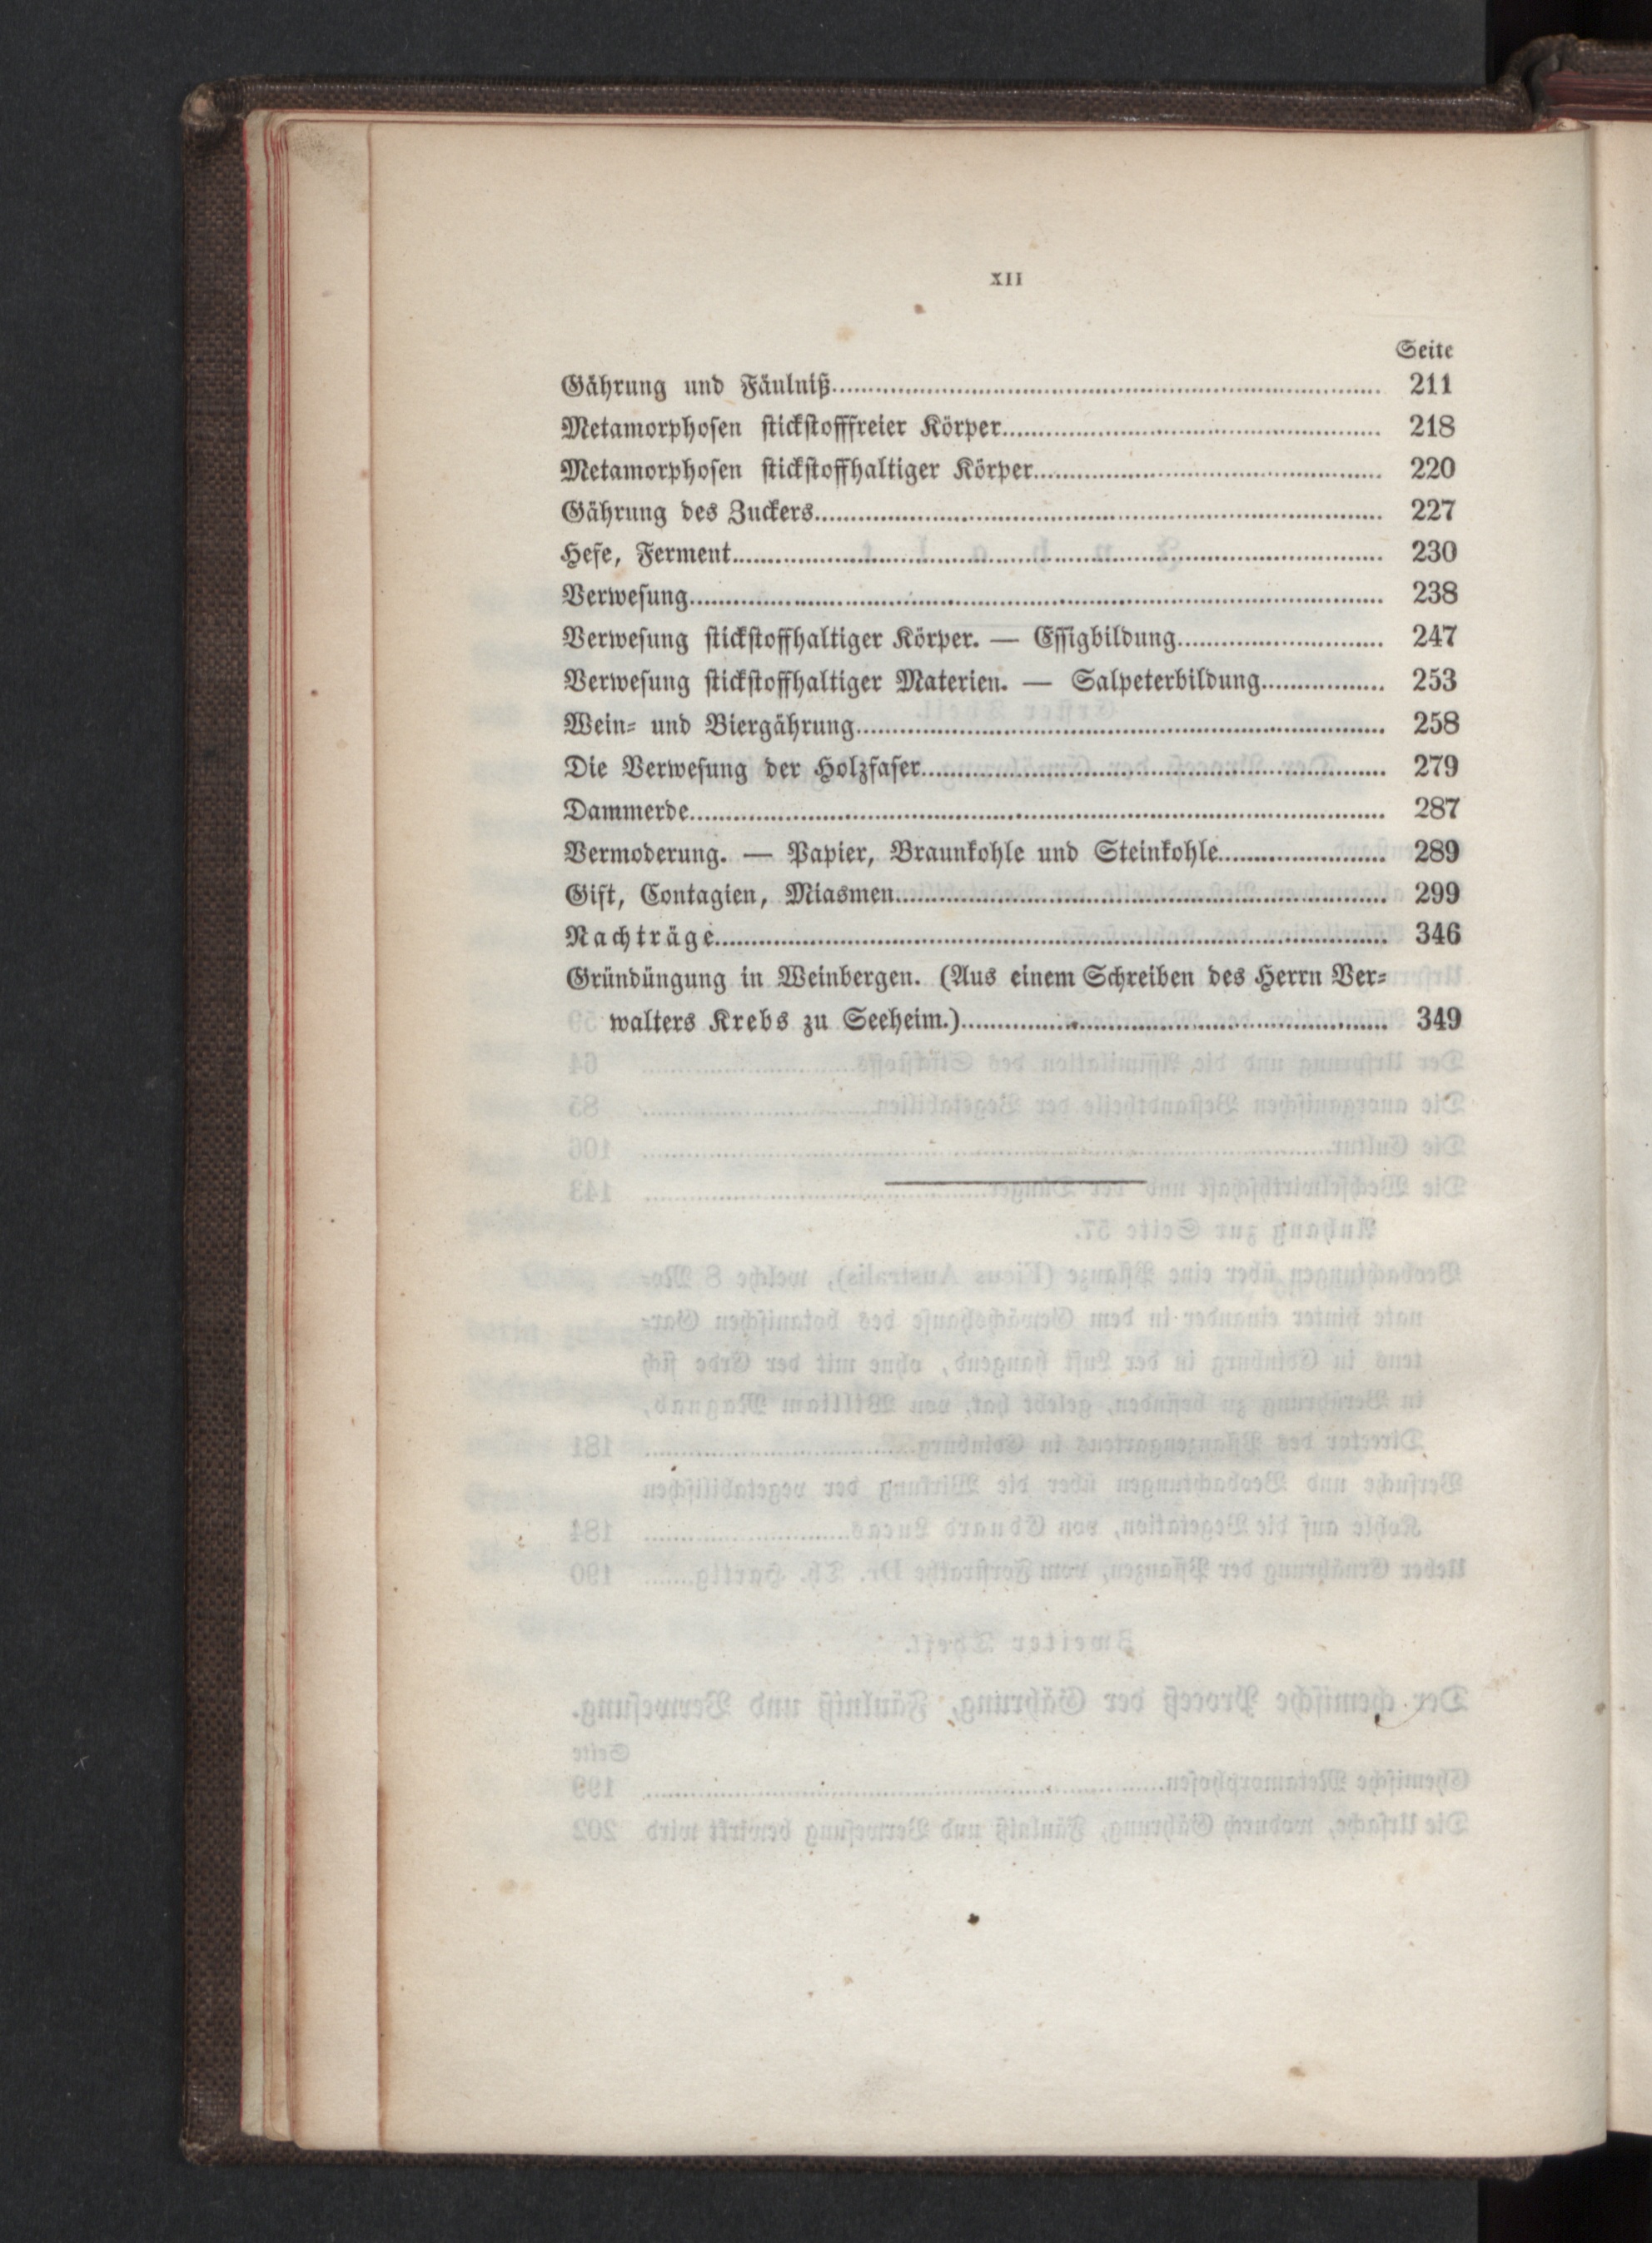 XII
Seite
Gährung und Fäulniß........ 211
Metamorphosen stickstofffreier Körper........ 218
Metamorphosen stickstoffhaltiger Körper........ 220
Gährung des Zuckers........ 227
Hefe, Ferment........ 230
Verwesung........ 238
Verwesung stickstoffhaltiger Körper. — Essigbildung........ 247
Verwesung stickstoffhaltiger Materien. — Salpeterbildung........ 253
Wein- und Biergährung........ 258
Die Verwesung der Holzfaser........ 279
Dammerde........ 287
Vermoderung. — Papier, Braunkohle und Steinkohle........ 289
Gift, Contagien, Miasmen........ 299
Nachträge........ 346
Gründüngung in Weinbergen. (Aus einem Schreiben des Herrn Ver-
walters Krebs zu Seeheim.)........ 349